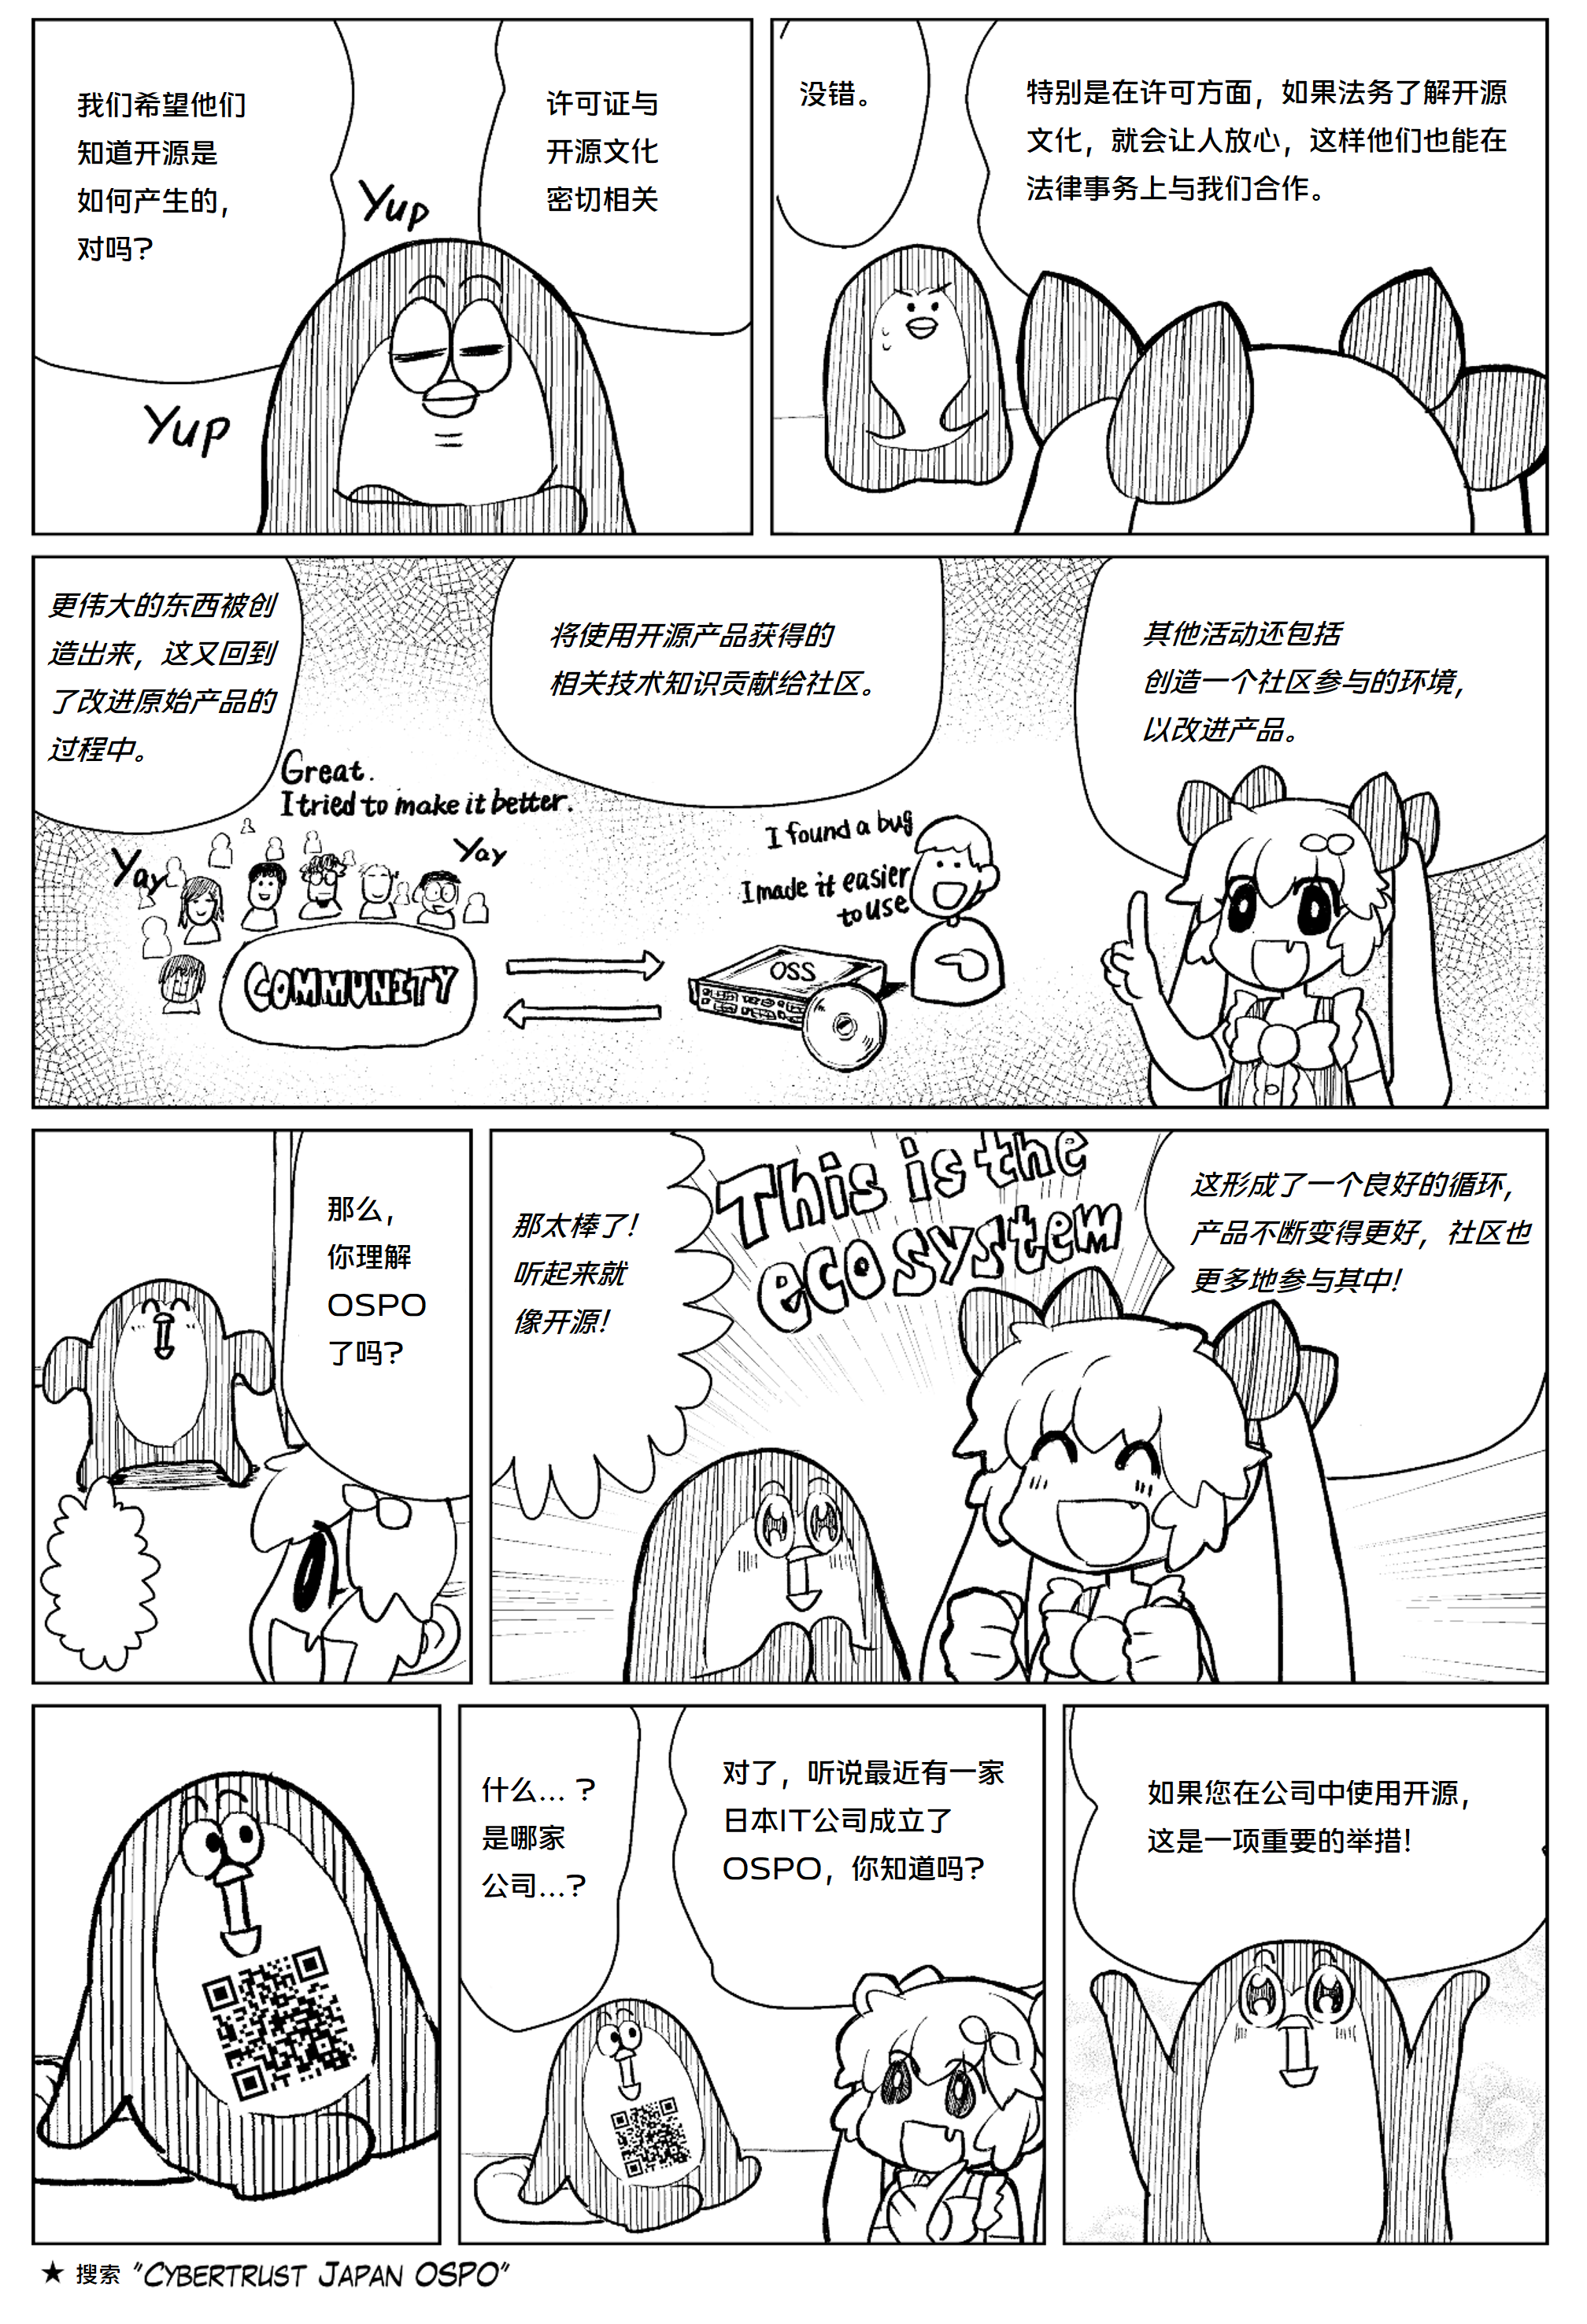 特别是在许可方面，如果法务了解开源
文化，就会让人放心，这样他们也能在
法律事务上与我们合作。
没错。
许可证与
开源文化
密切相关
Yup
我们希望他们
知道开源是
如何产生的，
对吗？
Yup
其他活动还包括
创造一个社区参与的环境，
以改进产品。
将使用开源产品获得的
相关技术知识贡献给社区。
I found a bug
I made it easier
to use
OSS
更伟大的东西被创
造出来，这又回到
了改进原始产品的
过程中。
Great.
I tried to make it better.
Yay
Yay
COMMUNITY
这形成了一个良好的循环，
产品不断变得更好，社区也
更多地参与其中！
This is the
ecosystem
那太棒了！
听起来就
像开源！
那么，
你理解
OSPO
了吗？
如果您在公司中使用开源，
这是一项重要的举措！
对了，听说最近有一家
日本IT公司成立了
OSPO，你知道吗？
什么...？
是哪家
公司...？
★ 搜索 "CYBERTRUST JAPAN OSPO"